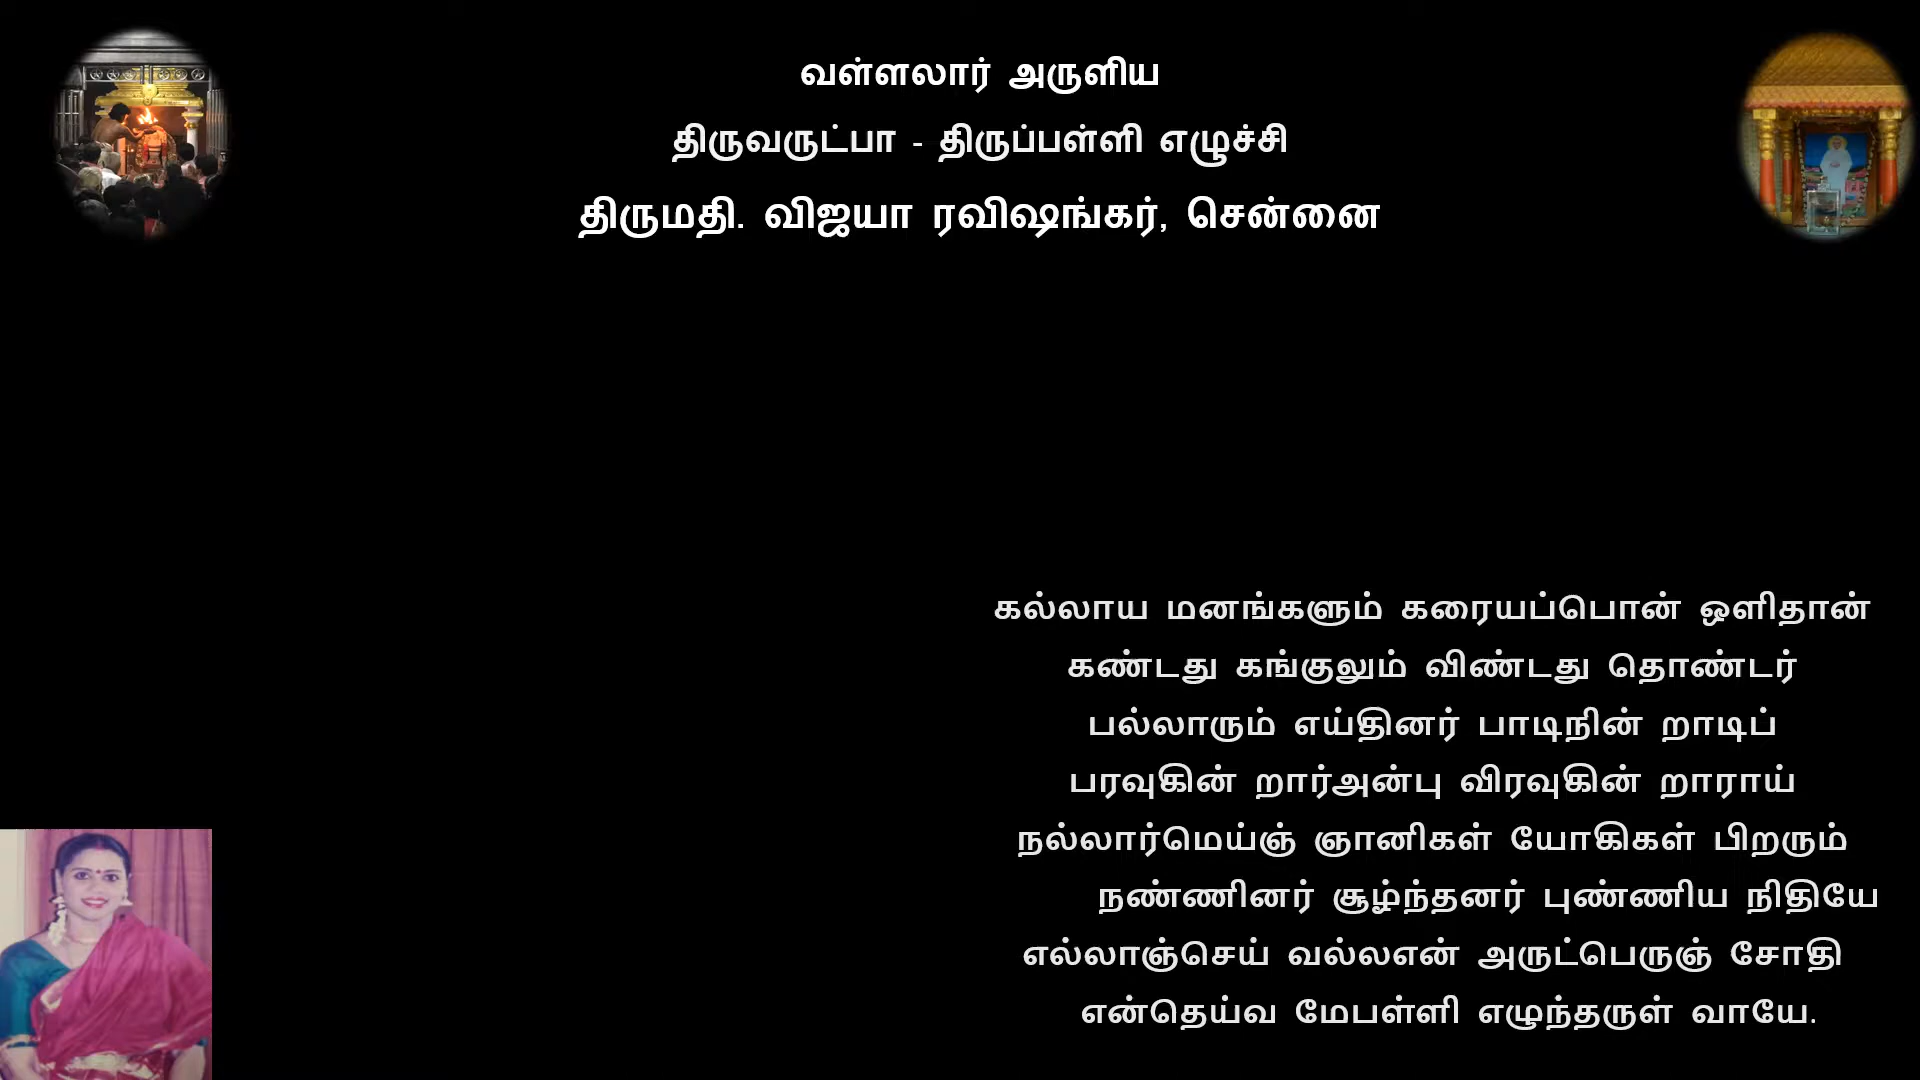 வள்ளலார் அருளிய
திருவருட்பா - திருப்பள்ளி எழுச்சி
திருமதி. விஜயா ரவிஷங்கர், சென்னை
கல்லாய மனங்களும் கரையப்பொன் ஒளிதான்
கண்டது கங்குலும் விண்டது தொண்டர்
பல்லாரும் எய்தினர் பாடிநின் றாடிப்
பரவுகின் றார்அன்பு விரவுகின் றாராய்
நல்லார்மெய்ஞ் ஞானிகள் யோகிகள் பிறரும்
நண்ணினர் சூழ்ந்தனர் புண்ணிய நிதியே
எல்லாஞ்செய் வல்லஎன் அருட்பெருஞ் சோதி
என்தெய்வ மேபள்ளி எழுந்தருள் வாயே.